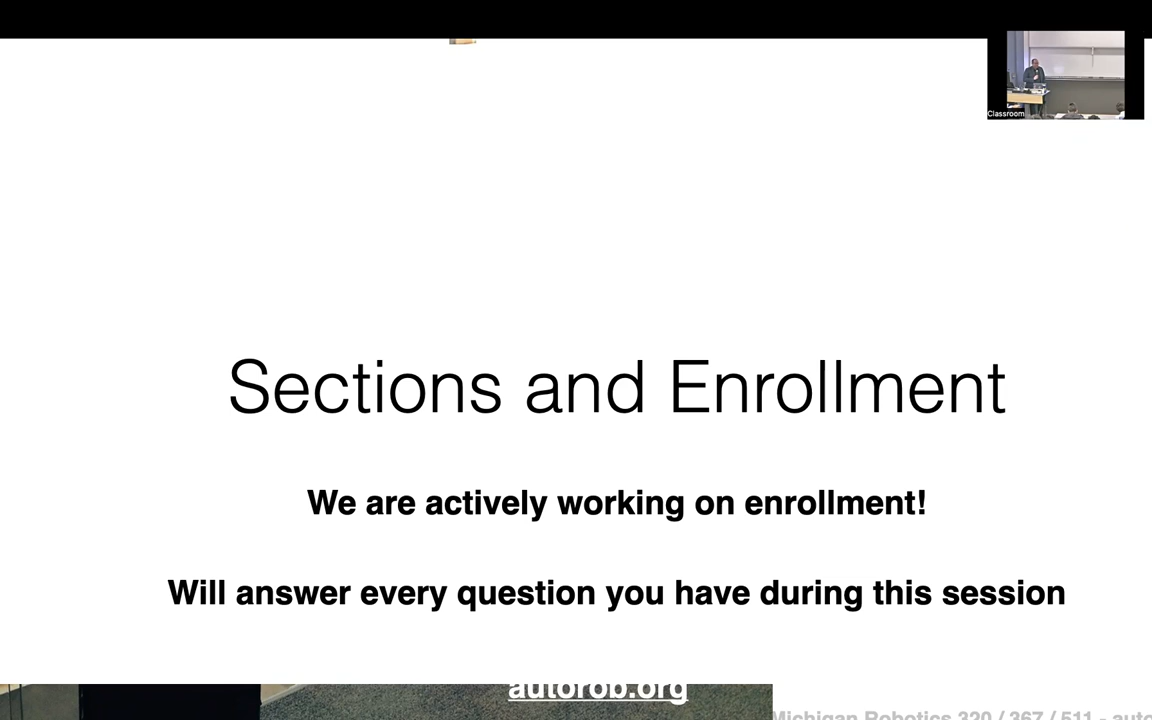 Classroom
Sections and Enrollment
We are actively working on enrollment!
Will answer every question you have during this session
autorob.org
Michigan Robotics 320 / 367 / 511 - auto